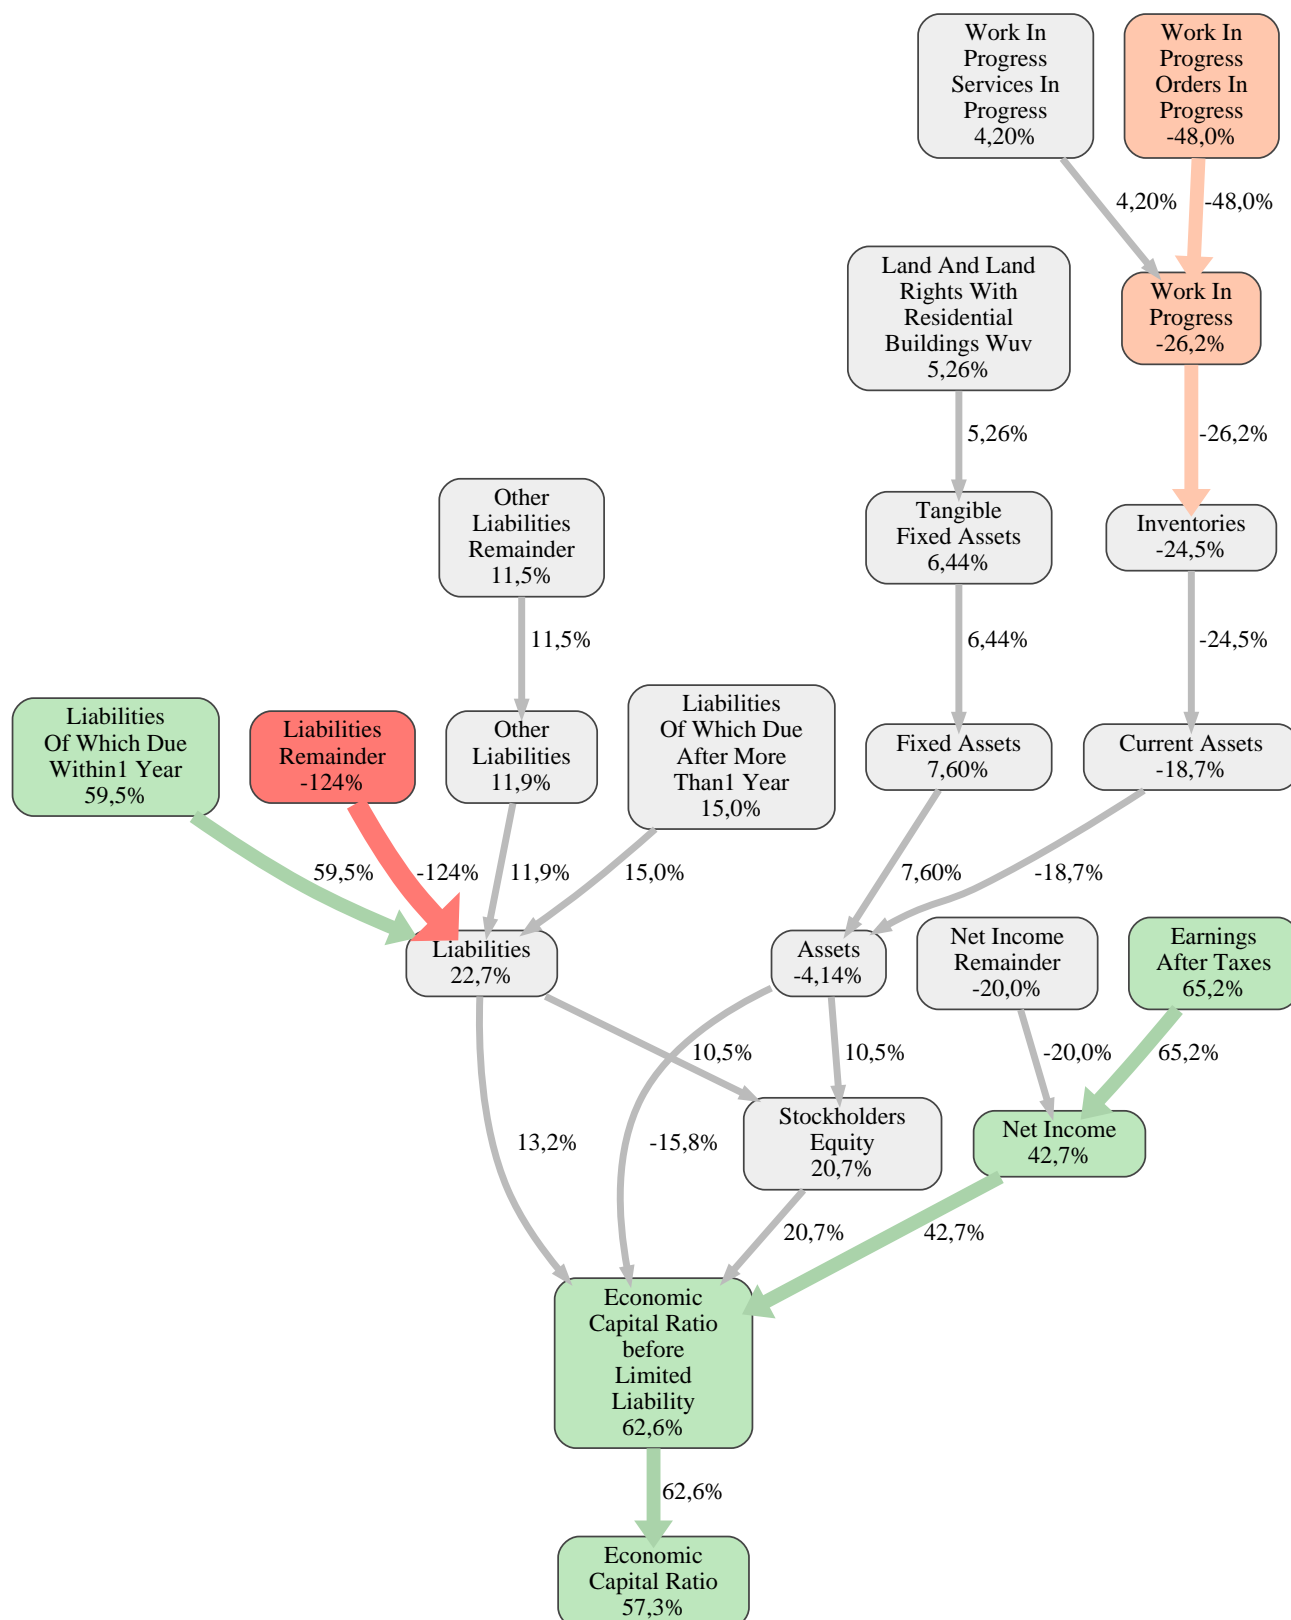 Work In
Progress
Services In
Progress
4,20%
Work In
Progress
Orders In
Progress
-48,0%
4,20%
-48,0%
Land And Land
Rights With
Residential
Buildings Wuv
5,26%
Work In
Progress
-26,2%
5,26%
-26,2%
Other
Liabilities
Remainder
11,5%
Tangible
Fixed Assets
6,44%
Inventories
-24,5%
11,5%
6,44%
-24,5%
Liabilities
Of Which Due
Within1 Year
59,5%
Liabilities
Remainder
-124%
Other
Liabilities
11,9%
Liabilities
Of Which Due
After More
Than1 Year
15,0%
Fixed Assets
7,60%
Current Assets
-18,7%
59,5%
-124%
11,9%
15,0%
7,60%
-18,7%
Liabilities
22,7%
Assets
-4,14%
Net Income
Remainder
-20,0%
Earnings
After Taxes
65,2%
10,5%
10,5%
-20,0%
65,2%
13,2%
-15,8%
Stockholders
Equity
20,7%
Net Income
42,7%
20,7%
42,7%
Economic
Capital Ratio
before
Limited
Liability
62,6%
62,6%
Economic
Capital Ratio
57,3%